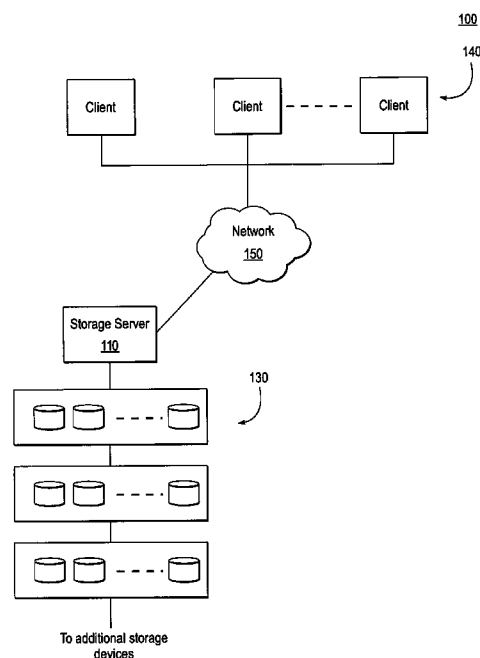 100
140
Client
Client
Client
Network
150
Storage Server
110
130
To additional storage
devices